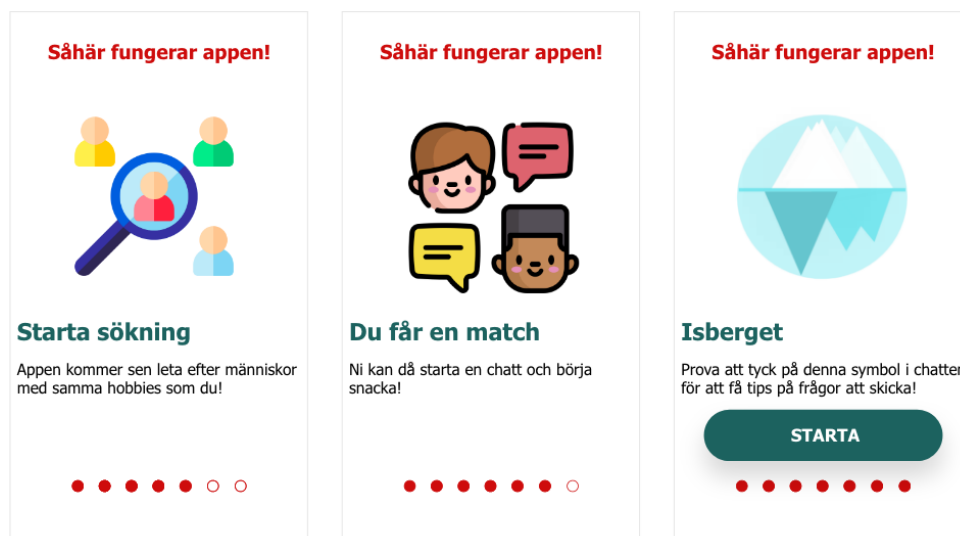 Såhär fungerar appen!
Starta sökning
Appen kommer sen leta efter människor
med samma hobbies som du!
Såhär fungerar appen!
Du får en match
Ni kan då starta en chatt och börja
snacka!
Såhär fungerar appen!
Isberget
Prova att tyck på denna symbol i chatten
för att få tips på frågor att skicka!
STARTA